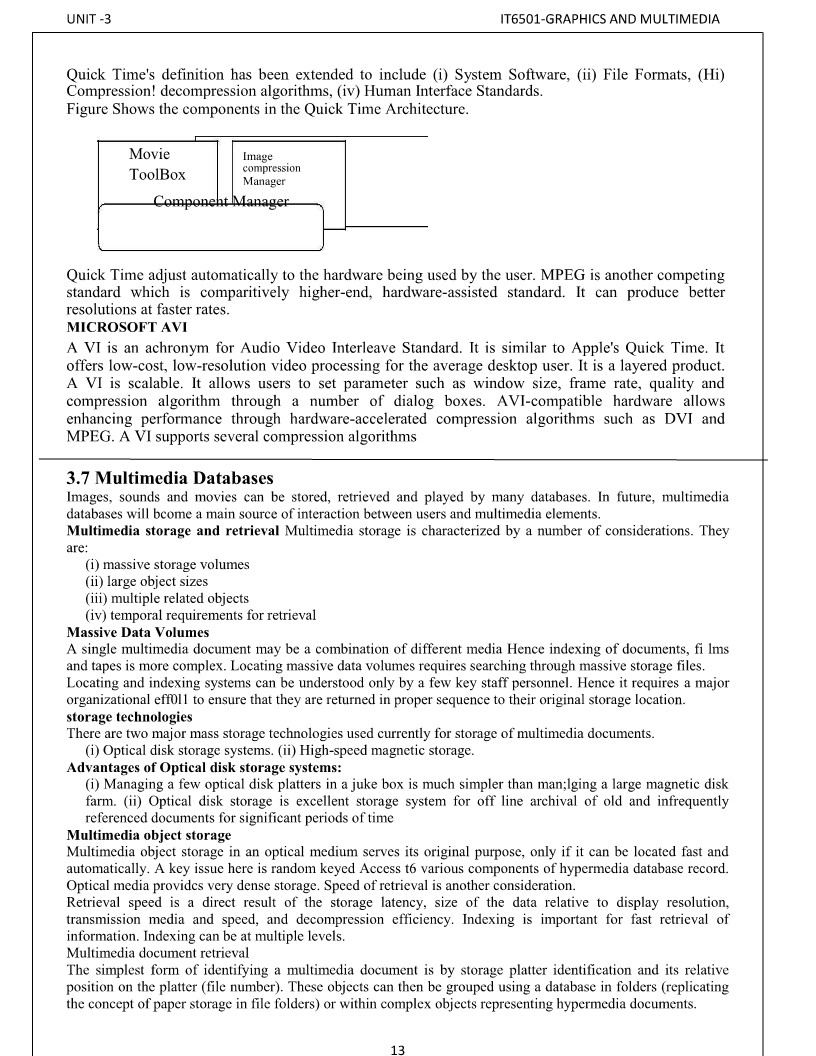 UNIT -3 IT6501-GRAPHICS AND MULTIMEDIA
Quick Time's definition has been extended to include (i) System Software, (ii) File Formats, (Hi)
Compression! decompression algorithms, (iv) Human Interface Standards.
Figure Shows the components in the Quick Time Architecture.
Movie
ToolBox
Image
compression
Manager
Component Manager
Quick Time adjust automatically to the hardware being used by the user. MPEG is another competing
standard which is comparitively higher-end, hardware-assisted standard. It can produce better
resolutions at faster rates.
MICROSOFT AVI
A VI is an achronym for Audio Video Interleave Standard. It is similar to Apple's Quick Time. It
offers low-cost, low-resolution video processing for the average desktop user. It is a layered product.
A VI is scalable. It allows users to set parameter such as window size, frame rate, quality and
compression algorithm through a number of dialog boxes. AVI-compatible hardware allows
enhancing performance through hardware-accelerated compression algorithms such as DVI and
MPEG. A VI supports several compression algorithms
3.7 Multimedia Databases
Images, sounds and movies can be stored, retrieved and played by many databases. In future, multimedia
databases will bcome a main source of interaction between users and multimedia elements.
Multimedia storage and retrieval Multimedia storage is characterized by a number of considerations. They
are:
(i) massive storage volumes
(ii) large object sizes
(iii) multiple related objects
(iv) temporal requirements for retrieval
Massive Data Volumes
A single multimedia document may be a combination of different media Hence indexing of documents, fi lms
and tapes is more complex. Locating massive data volumes requires searching through massive storage files.
Locating and indexing systems can be understood only by a few key staff personnel. Hence it requires a major
organizational eff0l1 to ensure that they are returned in proper sequence to their original storage location.
storage technologies
There are two major mass storage technologies used currently for storage of multimedia documents.
(i) Optical disk storage systems. (ii) High-speed magnetic storage.
Advantages of Optical disk storage systems:
(i) Managing a few optical disk platters in a juke box is much simpler than man;lging a large magnetic disk
farm. (ii) Optical disk storage is excellent storage system for off line archival of old and infrequently
referenced documents for significant periods of time
Multimedia object storage
Multimedia object storage in an optical medium serves its original purpose, only if it can be located fast and
automatically. A key issue here is random keyed Access t6 various components of hypermedia database record.
Optical media providcs very dense storage. Speed of retrieval is another consideration.
Retrieval speed is a direct result of the storage latency, size of the data relative to display resolution,
transmission media and speed, and decompression efficiency. Indexing is important for fast retrieval of
information. Indexing can be at multiple levels.
Multimedia document retrieval
The simplest form of identifying a multimedia document is by storage platter identification and its relative
position on the platter (file number). These objects can then be grouped using a database in folders (replicating
the concept of paper storage in file folders) or within complex objects representing hypermedia documents.
13